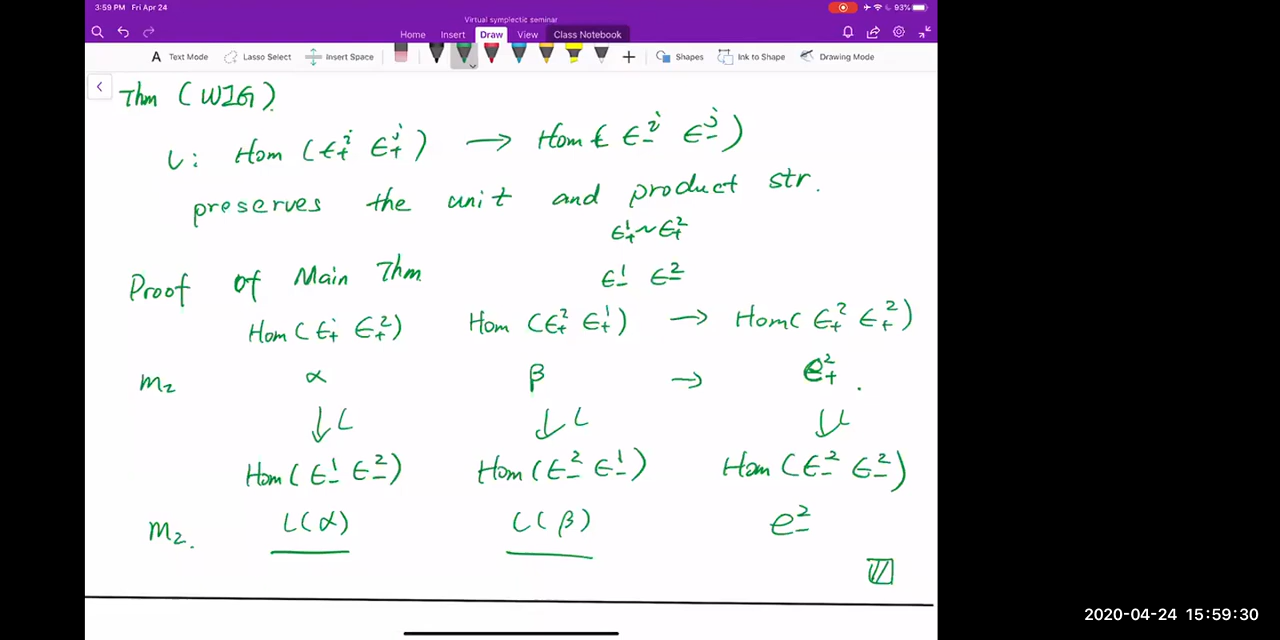 3:59 PM Fri Apr 24
93%
Virtual symplectic seminar
Home Insert Draw View Class Notebook
Text Mode Lasso Select Insert Space Shapes Ink to Shape Drawing Mode
Thm (WIG)
L: Hom (ε₊ⁱ ε₊ʲ) → Hom( ε₋ⁱ ε₋ʲ)
preserves the unit and product str.
ε₊¹ ~ ε₊²
Proof of Main Thm
ε₋¹ ε₋²
Hom (ε₊¹ ε₊²) Hom (ε₊² ε₊¹) → Hom( ε₊² ε₊²)
m₂ α β → e₊² .
↓ L ↓ L ↓ L
Hom (ε₋¹ ε₋²) Hom (ε₋² ε₋¹) Hom (ε₋² ε₋²)
m₂. L(α) L(β) e₋²
2020-04-24 15:59:30